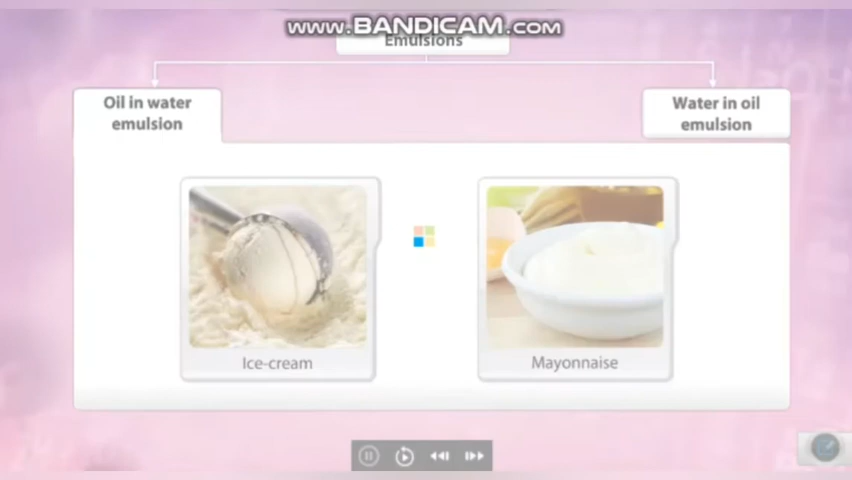 www.BANDICAM.com
Emulsions
Oil in water
emulsion
Water in oil
emulsion
Ice-cream
Mayonnaise